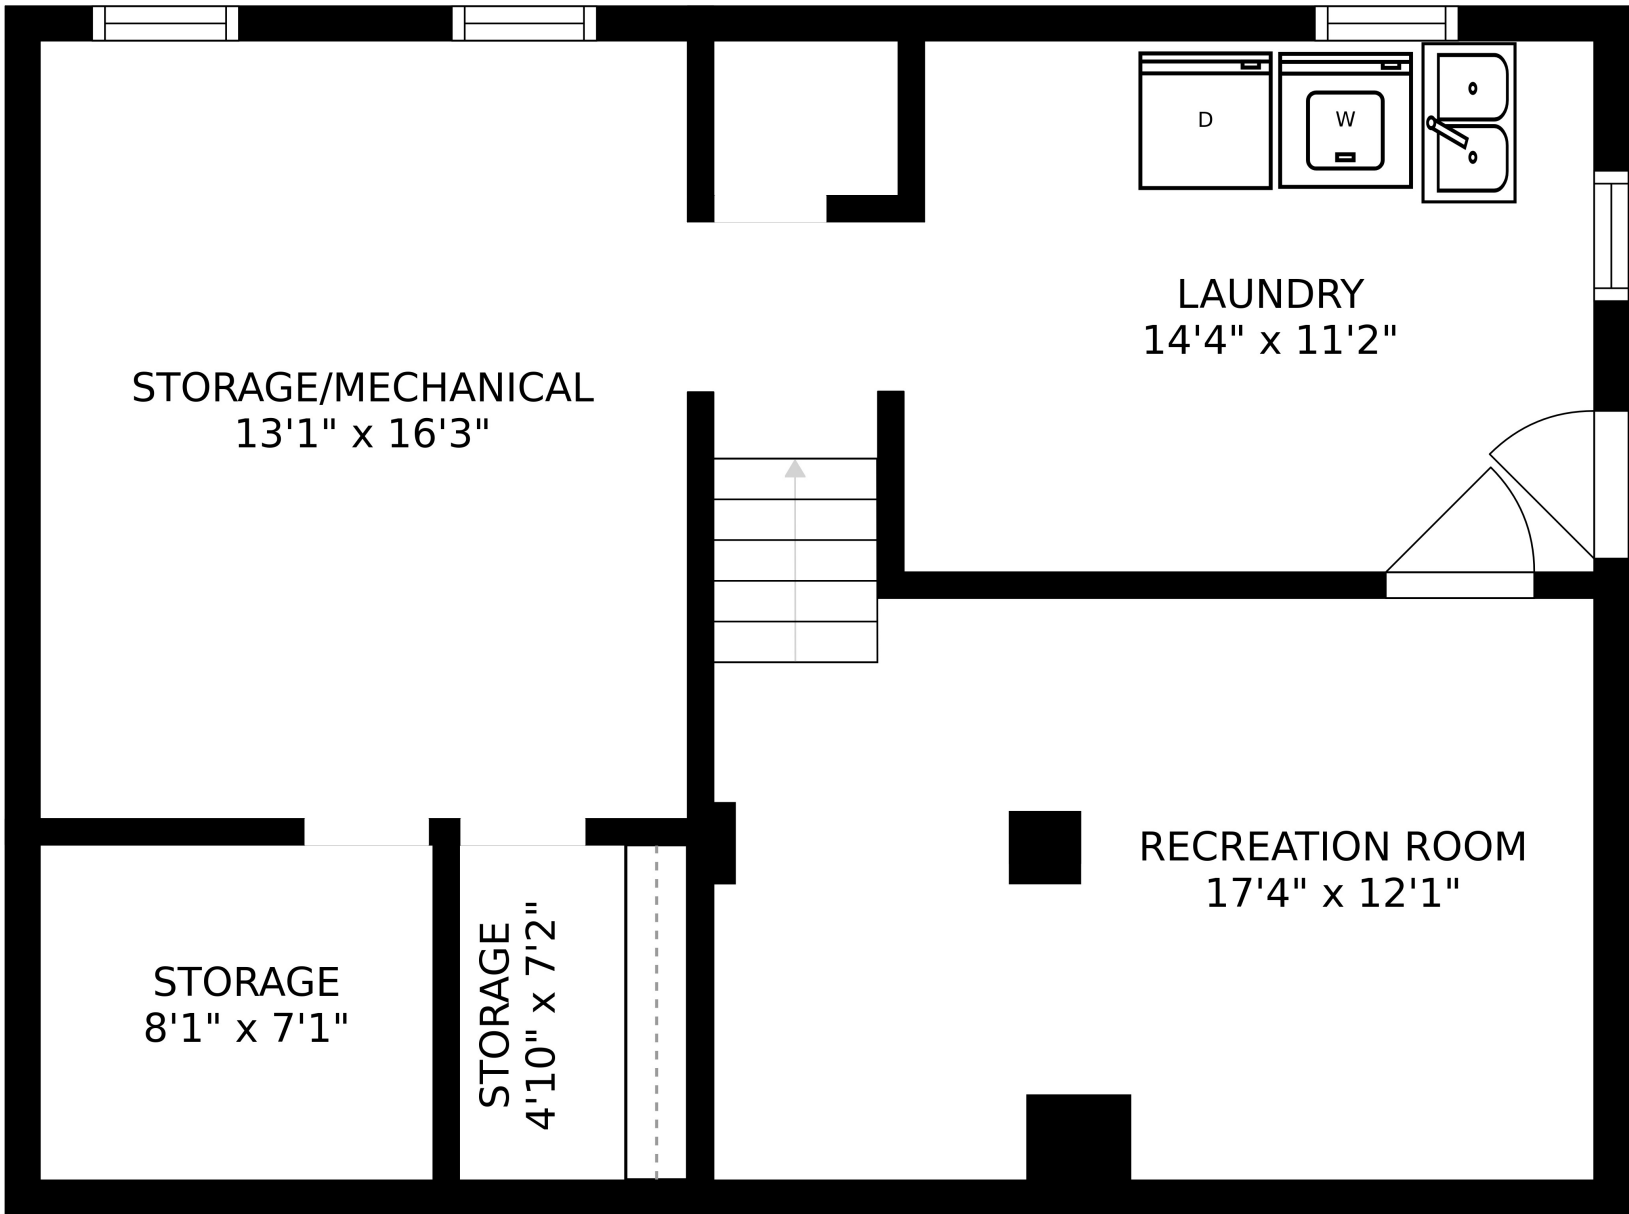 D
W
LAUNDRY
14'4" x 11'2"
STORAGE/MECHANICAL
13'1" x 16'3"
RECREATION ROOM
17'4" x 12'1"
STORAGE
8'1" x 7'1"
STORAGE
4'10" x 7'2"